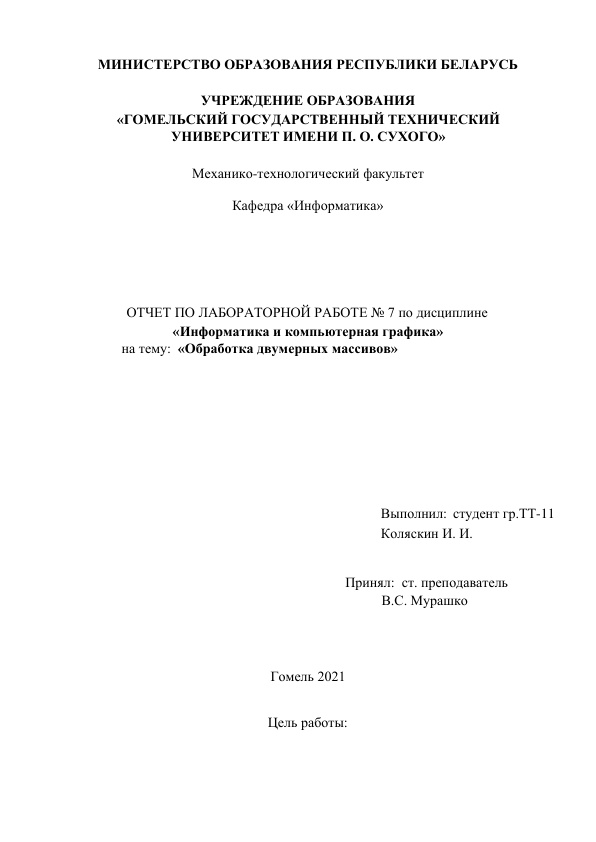 МИНИСТЕРСТВО ОБРАЗОВАНИЯ РЕСПУБЛИКИ БЕЛАРУСЬ
УЧРЕЖДЕНИЕ ОБРАЗОВАНИЯ
«ГОМЕЛЬСКИЙ ГОСУДАРСТВЕННЫЙ ТЕХНИЧЕСКИЙ
УНИВЕРСИТЕТ ИМЕНИ П. О. СУХОГО»
Механико-технологический факультет
Кафедра «Информатика»
ОТЧЕТ ПО ЛАБОРАТОРНОЙ РАБОТЕ № 7 по дисциплине
«Информатика и компьютерная графика»
на тему: «Обработка двумерных массивов»
Выполнил: студент гр.ТТ-11
Коляскин И. И.
Принял: ст. преподаватель
В.С. Мурашко
Гомель 2021
Цель работы: